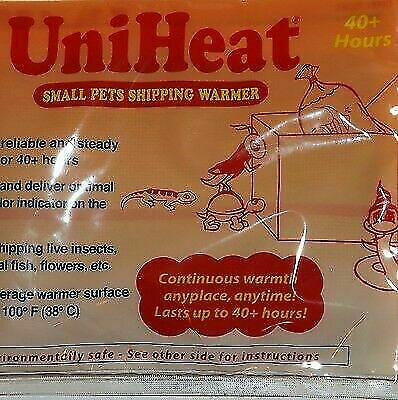 UniHeat®
40+
Hours
SMALL PETS SHIPPING WARMER
reliable and steady
or 40+ hours
and deliver optimal
lor indicator on the
hipping live insects,
al fish, flowers, etc.
erage warmer surface
100° F (38° C)
Continuous warmth
anyplace, anytime!
Lasts up to 40+ hours!
vironmentally safe - See other side for instructions